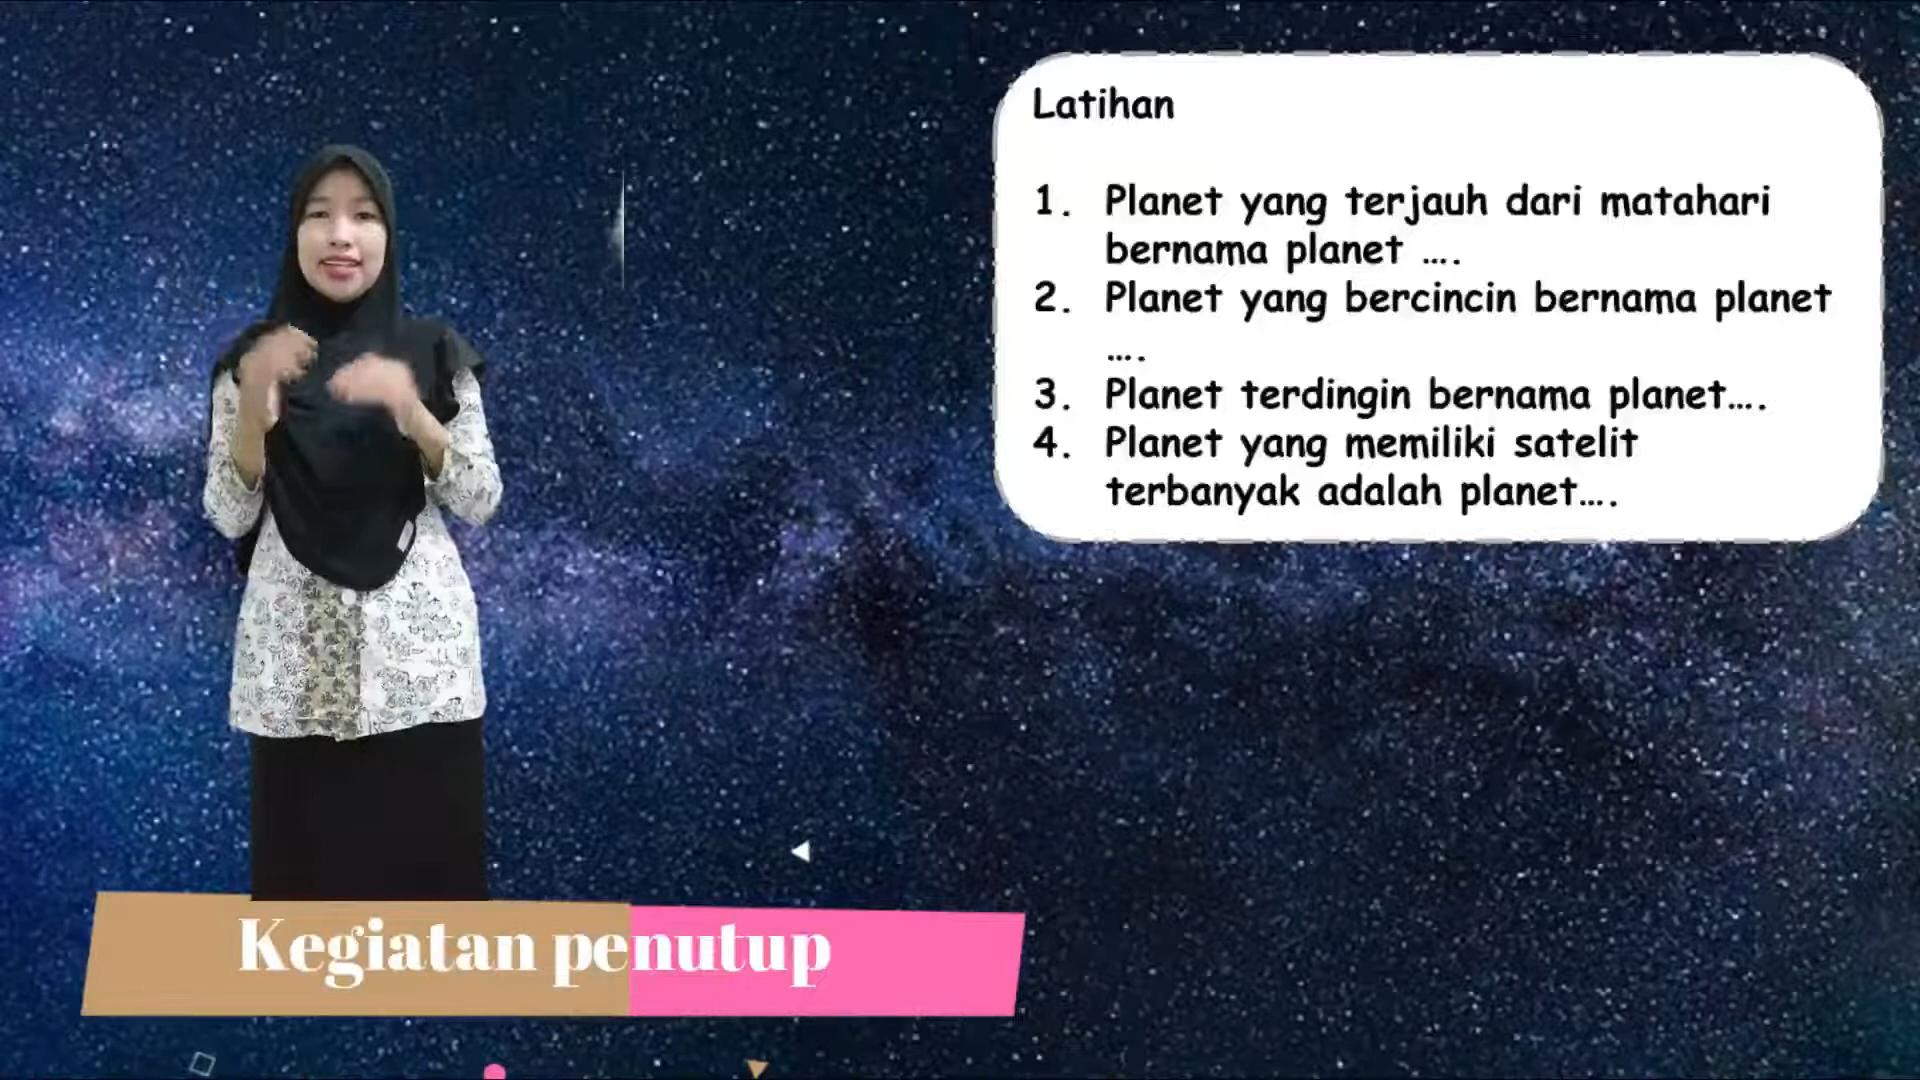 Latihan
1. Planet yang terjauh dari matahari
bernama planet ….
2. Planet yang bercincin bernama planet
….
3. Planet terdingin bernama planet….
4. Planet yang memiliki satelit
terbanyak adalah planet….
Kegiatan penutup